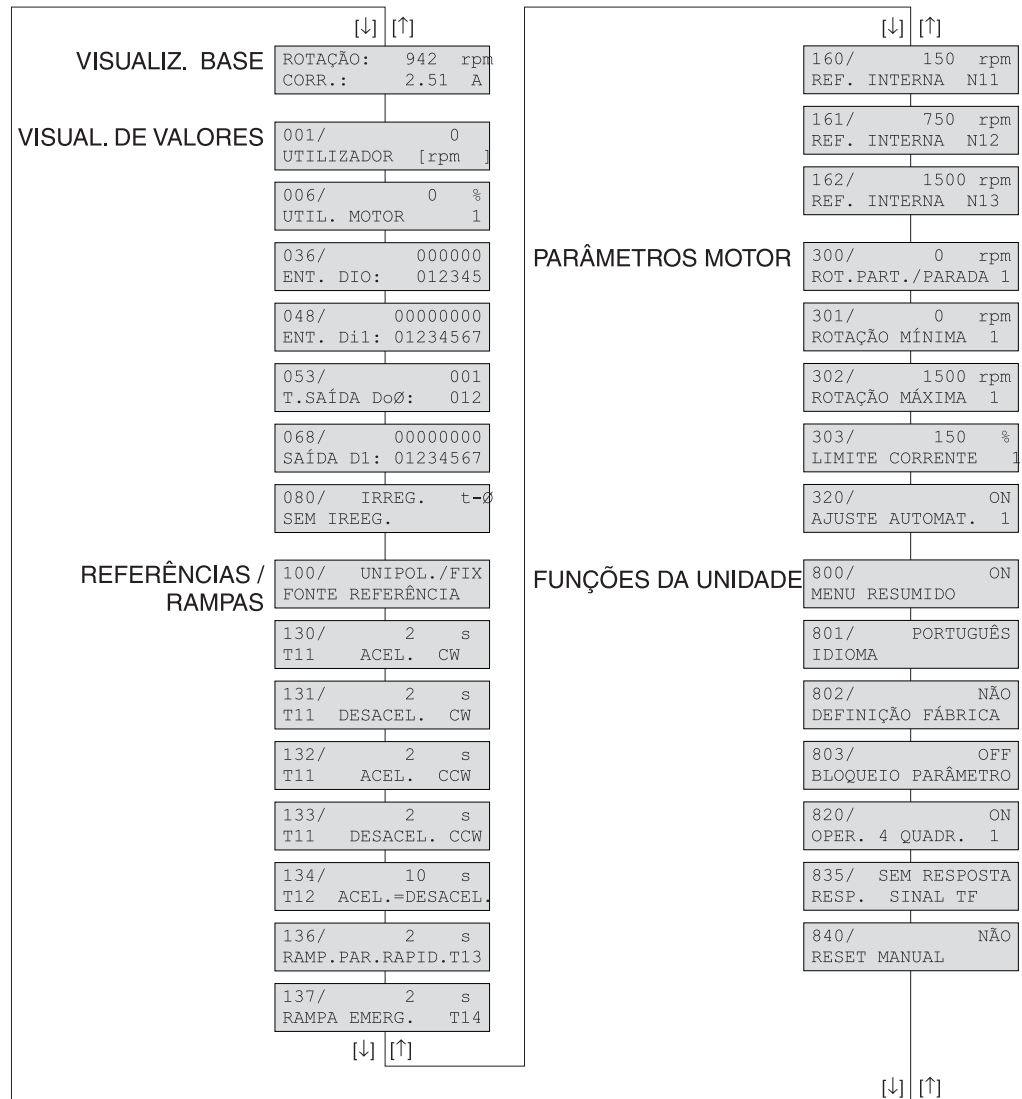 [↓] [↑]
VISUALIZ. BASE
ROTAÇÃO: 942 rpm
CORR.: 2.51 A
VISUAL. DE VALORES
001/ 0
UTILIZADOR [rpm ]
006/ 0 %
UTIL. MOTOR 1
036/ 000000
ENT. DIO: 012345
048/ 00000000
ENT. Di1: 01234567
053/ 001
T.SAÍDA DoØ: 012
068/ 00000000
SAÍDA D1: 01234567
080/ IRREG. t-Ø
SEM IREEG.
REFERÊNCIAS /
RAMPAS
100/ UNIPOL./FIX
FONTE REFERÊNCIA
130/ 2 s
T11 ACEL. CW
131/ 2 s
T11 DESACEL. CW
132/ 2 s
T11 ACEL. CCW
133/ 2 s
T11 DESACEL. CCW
134/ 10 s
T12 ACEL.=DESACEL.
136/ 2 s
RAMP.PAR.RAPID.T13
137/ 2 s
RAMPA EMERG. T14
[↓] [↑]
[↓] [↑]
160/ 150 rpm
REF. INTERNA N11
161/ 750 rpm
REF. INTERNA N12
162/ 1500 rpm
REF. INTERNA N13
PARÂMETROS MOTOR
300/ 0 rpm
ROT.PART./PARADA 1
301/ 0 rpm
ROTAÇÃO MÍNIMA 1
302/ 1500 rpm
ROTAÇÃO MÁXIMA 1
303/ 150 %
LIMITE CORRENTE 1
320/ ON
AJUSTE AUTOMAT. 1
FUNÇÕES DA UNIDADE
800/ ON
MENU RESUMIDO
801/ PORTUGUÊS
IDIOMA
802/ NÃO
DEFINIÇÃO FÁBRICA
803/ OFF
BLOQUEIO PARÂMETRO
820/ ON
OPER. 4 QUADR. 1
835/ SEM RESPOSTA
RESP. SINAL TF
840/ NÃO
RESET MANUAL
[↓] [↑]